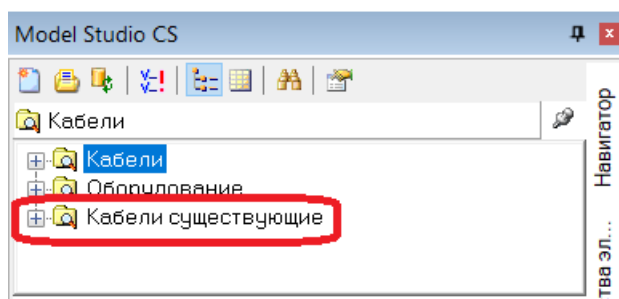 Model Studio CS
Кабели
Кабели
Оборудование
Кабели существующие
Навигатор
тва эл...